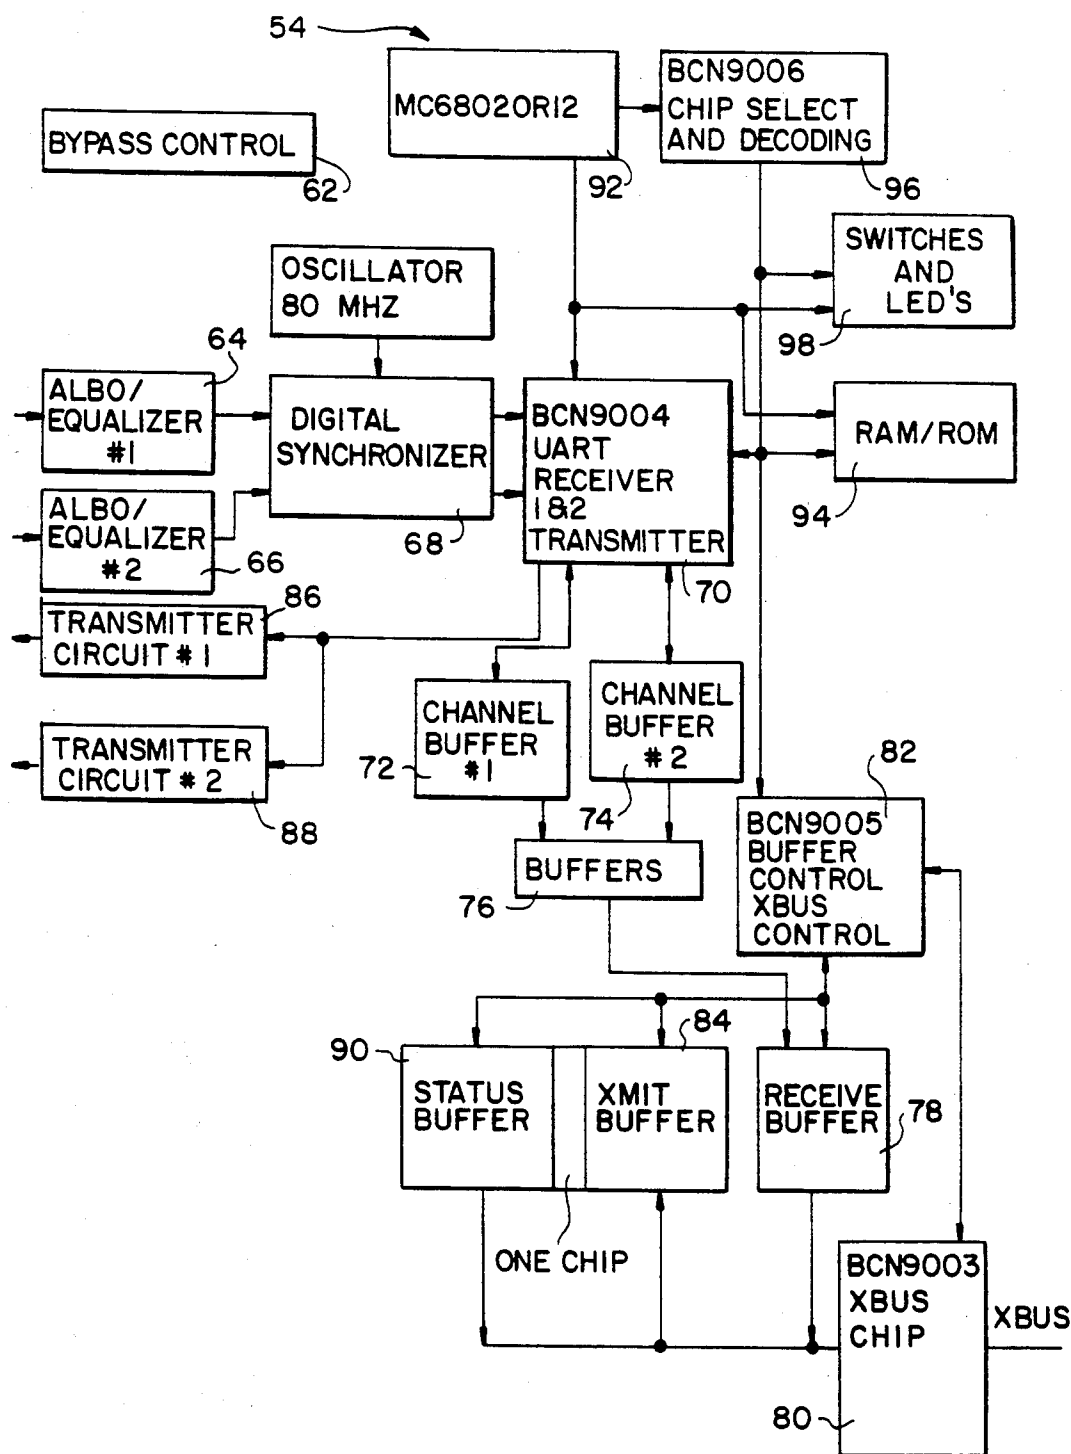 54
MC68020R12
92
BCN9006
CHIP SELECT
AND DECODING
96
BYPASS CONTROL
62
SWITCHES
AND
LED'S
98
OSCILLATOR
80 MHZ
64
ALBO/
EQUALIZER
#1
DIGITAL
SYNCHRONIZER
68
BCN9004
UART
RECEIVER
1&2
TRANSMITTER
70
RAM/ROM
94
ALBO/
EQUALIZER
#2
66
86
TRANSMITTER
CIRCUIT #1
TRANSMITTER
CIRCUIT #2
88
CHANNEL
BUFFER
#1
72
CHANNEL
BUFFER
#2
74
82
BCN9005
BUFFER
CONTROL
XBUS
CONTROL
BUFFERS
76
90
STATUS
BUFFER
84
XMIT
BUFFER
RECEIVE
BUFFER
78
ONE CHIP
BCN9003
XBUS
CHIP
80
XBUS